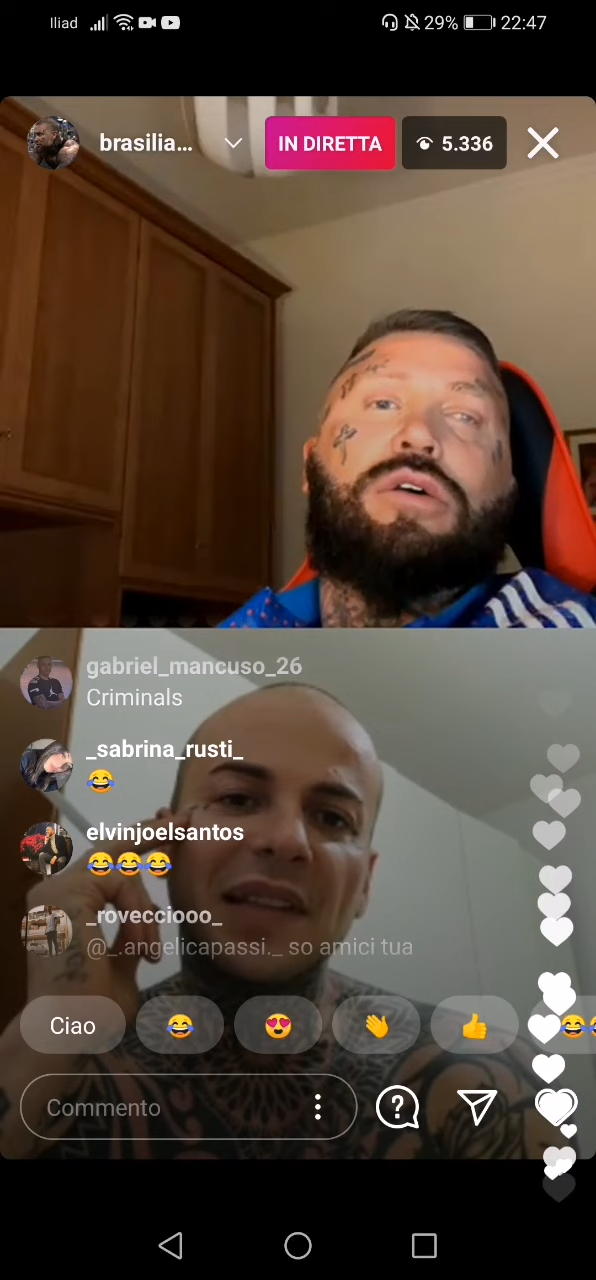 Iliad
29%
22:47
brasilia...
IN DIRETTA
5.336
gabriel_mancuso_26
Criminals
_sabrina_rusti_
😂
elvinjoelsantos
😂😂😂
_rovecciooo_
@_.angelicapassi._ so amici tua
Ciao
😂
😍
👋
👍
😂
Commento